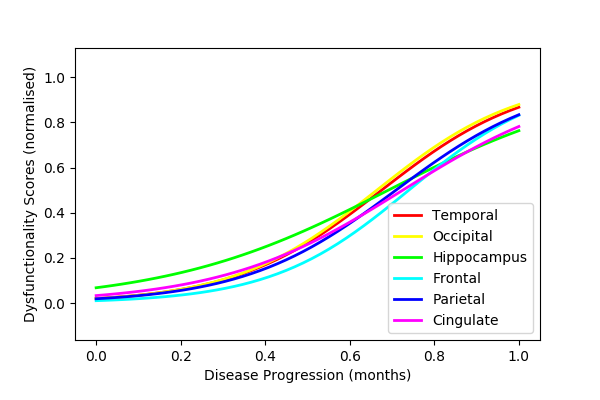 Dysfunctionality Scores (normalised)
1.0
0.8
0.6
0.4
0.2
0.0
Temporal
Occipital
Hippocampus
Frontal
Parietal
Cingulate
0.0 0.2 0.4 0.6 0.8 1.0
Disease Progression (months)